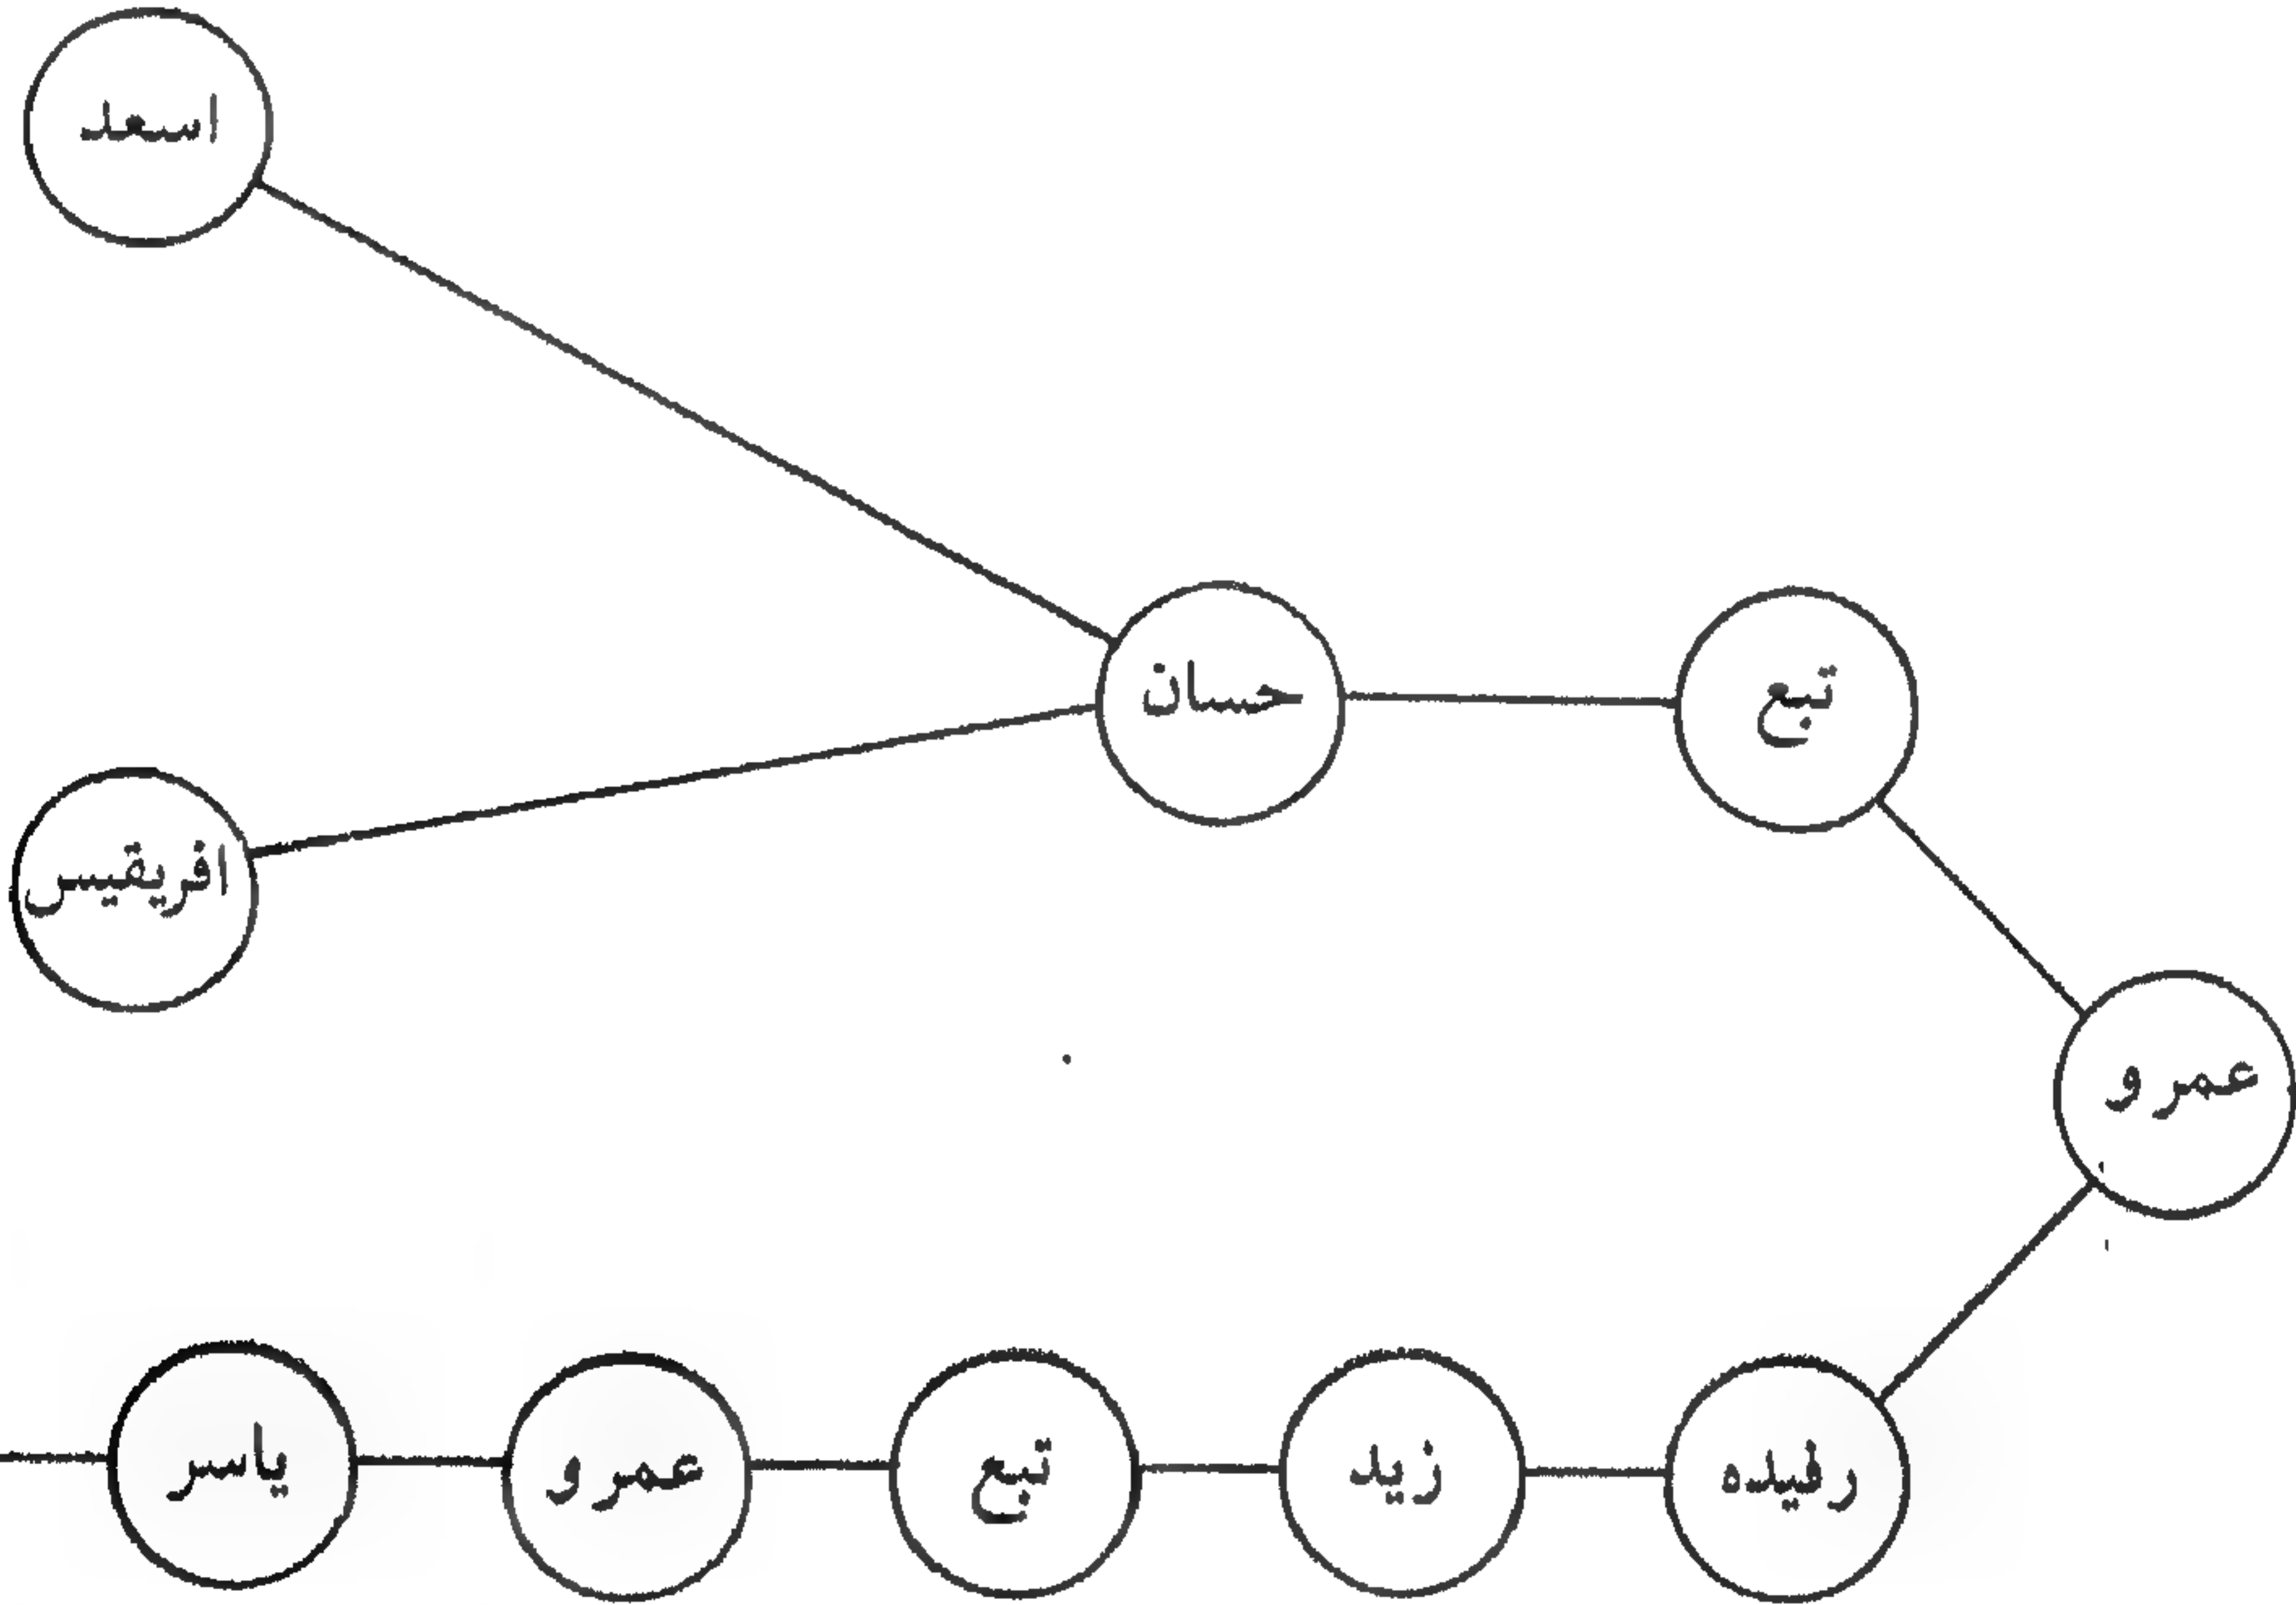 اسعد
تبع
حسان
افريقيس
عمرو
رفيده
زيد
تبع
عمرو
ياسر